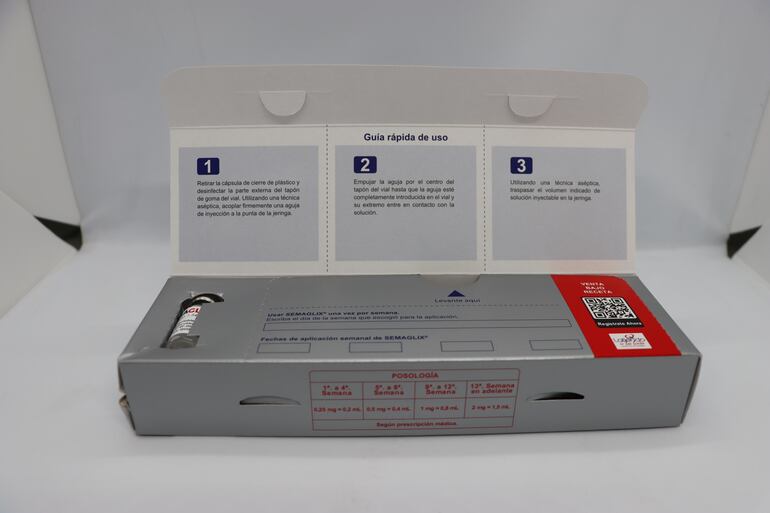 Guía rápida de uso
1
Retirar la cápsula de cierre de plástico y
desinfectar la parte externa del tapón
de goma del vial. Utilizando una técnica
aséptica, acoplar firmemente una aguja
de inyección a la punta de la jeringa.
2
Empujar la aguja por el centro del
tapón del vial hasta que la aguja esté
completamente introducida en el vial y
su extremo entre en contacto con la
solución.
3
Utilizando una técnica aséptica,
traspasar el volumen indicado de
solución inyectable en la jeringa.
Levante aquí
Usar SEMAGLIX® una vez por semana.
Escriba el día de la semana que escogió para la aplicación.
Fechas de aplicación semanal de SEMAGLIX®:
VENTA
BAJO
RECETA
Regístrate Ahora
POSOLOGÍA
1ª. a 4ª. Semana
5ª. a 8ª. Semana
9ª. a 12ª. Semana
13ª. Semana en adelante
0,25 mg = 0,2 mL
0,5 mg = 0,4 mL
1 mg = 0,8 mL
2 mg = 1,5 mL
Según prescripción médica.